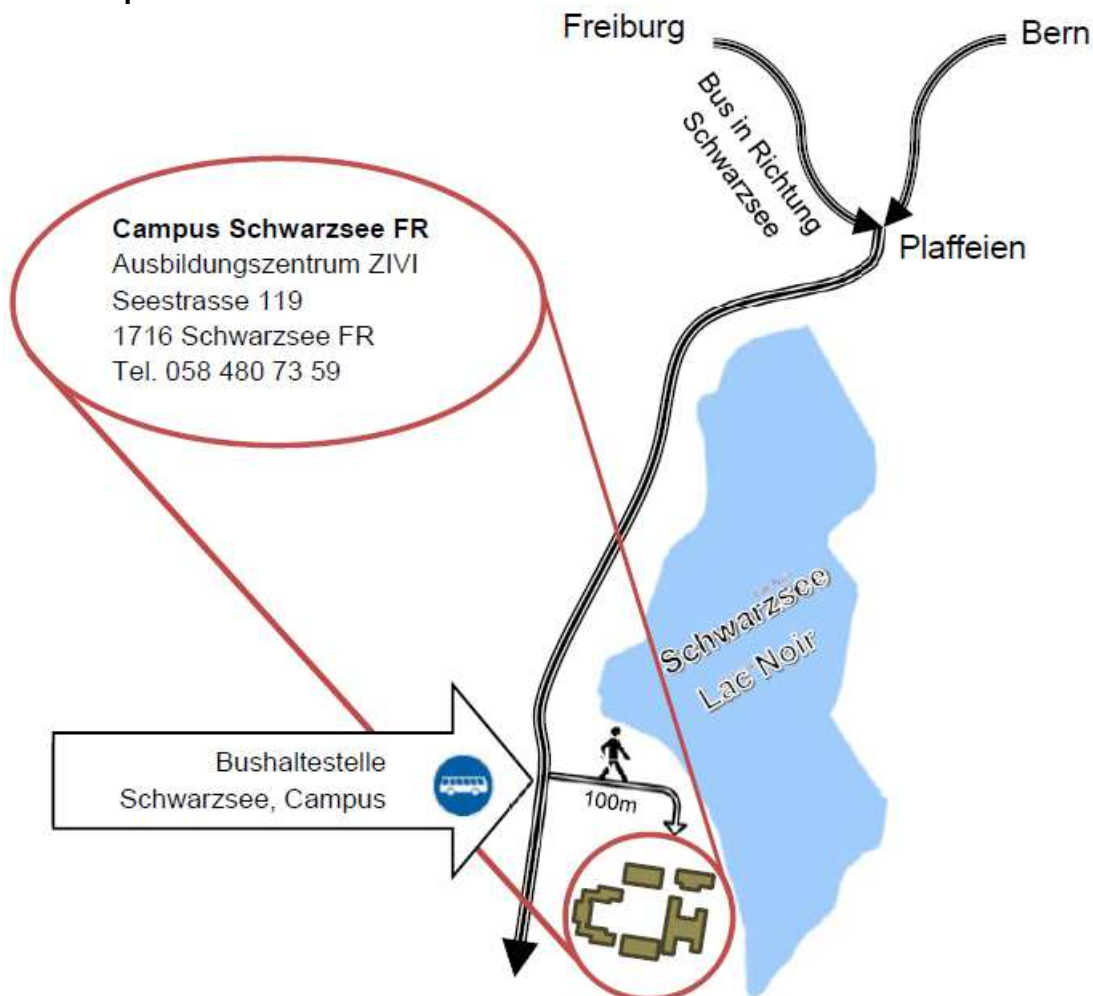 Freiburg
Bern
Bus in Richtung
Schwarzsee
Plaffeien
Campus Schwarzsee FR
Ausbildungszentrum ZIVI
Seestrasse 119
1716 Schwarzsee FR
Tel. 058 480 73 59
Schwarzsee
Lac Noir
Bushaltestelle
Schwarzsee, Campus
100m